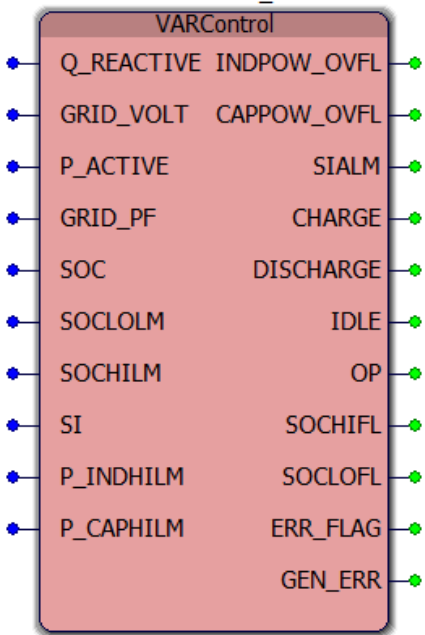 VARControl
Q_REACTIVE INDPOW_OVFL
GRID_VOLT CAPPOW_OVFL
P_ACTIVE SIALM
GRID_PF CHARGE
SOC DISCHARGE
SOCLOLM IDLE
SOCHILM OP
SI SOCHIFL
P_INDHILM SOCLOFL
P_CAPHILM ERR_FLAG
GEN_ERR